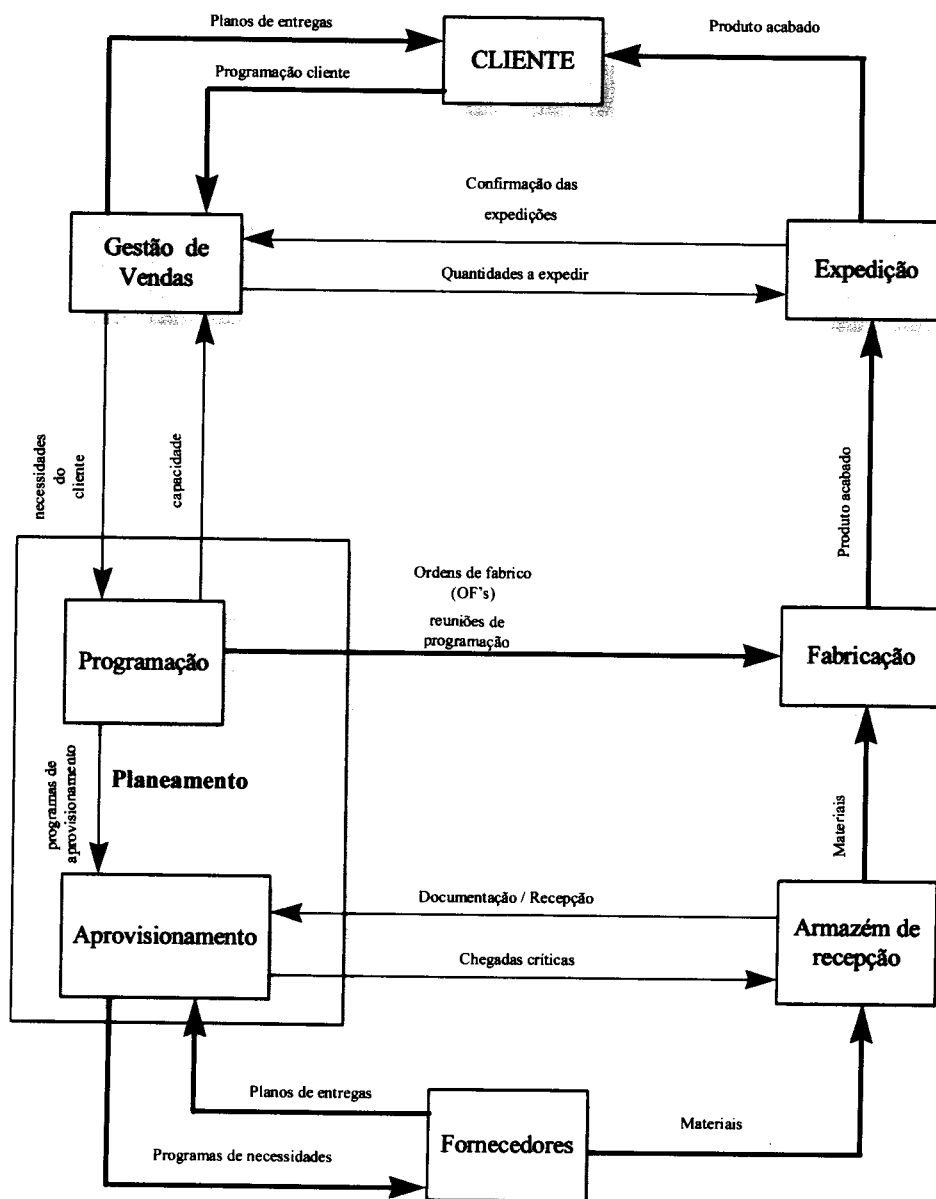 Planos de entregas
CLIENTE
Produto acabado
Programação cliente
Confirmação das
expedições
Gestão de
Vendas
Quantidades a expedir
Expedição
necessidades
do
cliente
capacidade
Produto acabado
Ordens de fabrico
(OF's)
reuniões de
programação
Programação
Fabricação
programas de
aprovisionamento
Planeamento
Materiais
Aprovisionamento
Documentação / Recepção
Chegadas críticas
Armazém de
recepção
Planos de entregas
Fornecedores
Materiais
Programas de necessidades